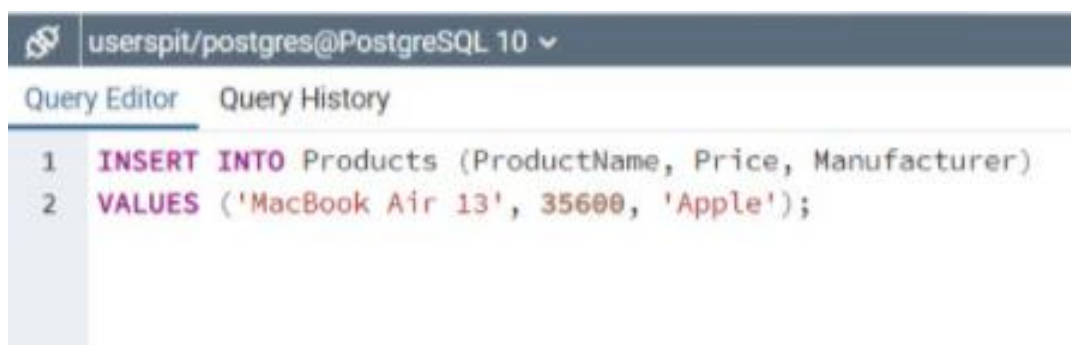 userspit/postgres@PostgreSQL 10
Query Editor Query History
1 INSERT INTO Products (ProductName, Price, Manufacturer)
2 VALUES ('MacBook Air 13', 35600, 'Apple');